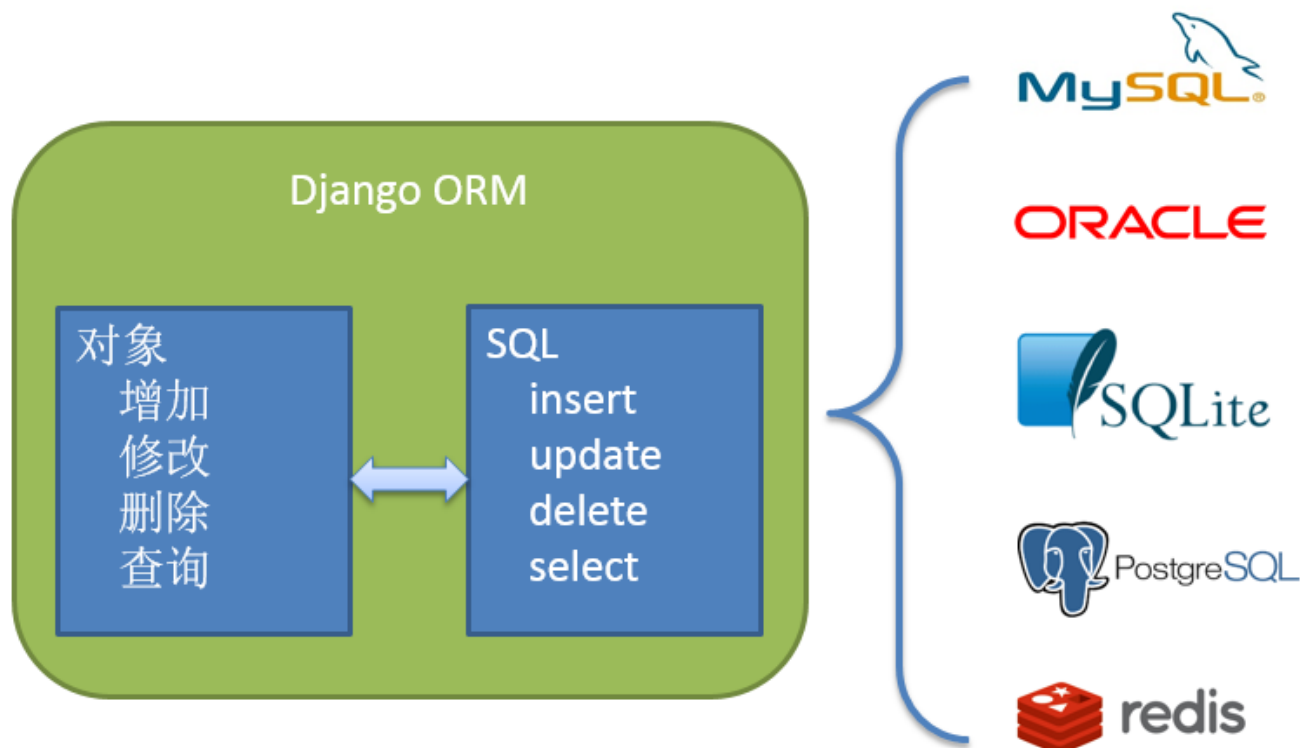 Django ORM
对象
增加
修改
删除
查询
SQL
insert
update
delete
select
MySQL®
ORACLE
SQLite
PostgreSQL
redis